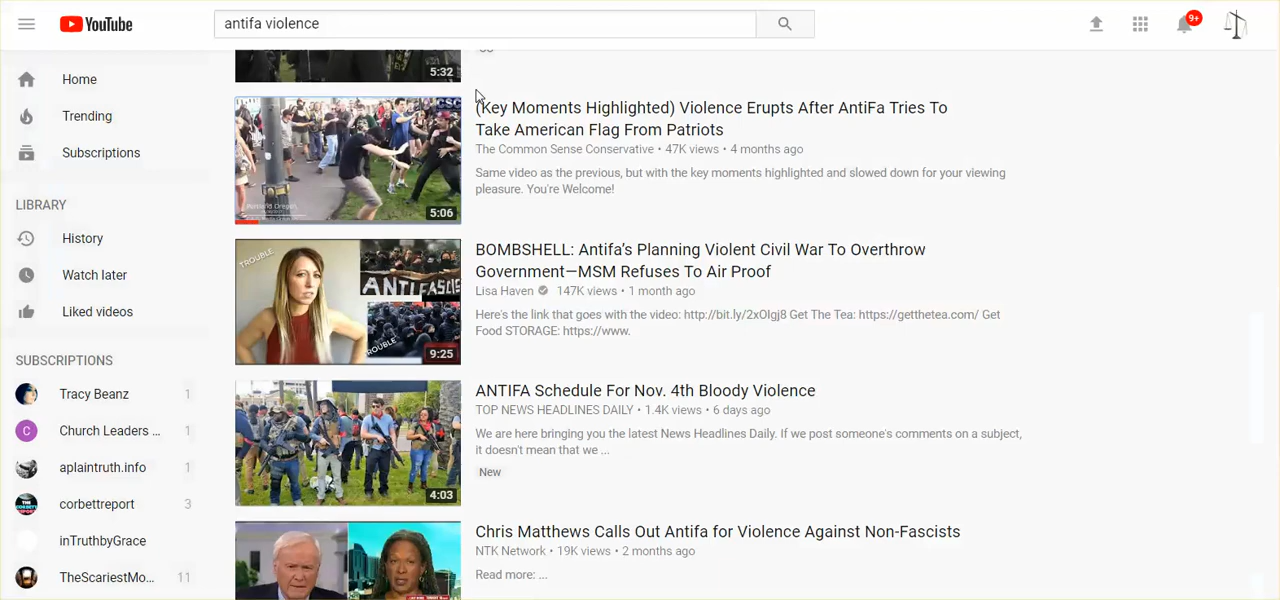 YouTube
antifa violence
9+
Home
Trending
Subscriptions
LIBRARY
History
Watch later
Liked videos
SUBSCRIPTIONS
Tracy Beanz 1
Church Leaders ... 1
aplaintruth.info 1
corbettreport 3
inTruthbyGrace
TheScariestMo... 11
5:32
(Key Moments Highlighted) Violence Erupts After AntiFa Tries To
Take American Flag From Patriots
The Common Sense Conservative • 47K views • 4 months ago
Same video as the previous, but with the key moments highlighted and slowed down for your viewing
pleasure. You're Welcome!
Portland Oregon,
5:06
BOMBSHELL: Antifa's Planning Violent Civil War To Overthrow
Government—MSM Refuses To Air Proof
Lisa Haven 147K views • 1 month ago
Here's the link that goes with the video: http://bit.ly/2xOIgj8 Get The Tea: https://getthetea.com/ Get
Food STORAGE: https://www.
TROUBLE
ANTIFASCIS
TROUBLE
9:25
ANTIFA Schedule For Nov. 4th Bloody Violence
TOP NEWS HEADLINES DAILY • 1.4K views • 6 days ago
We are here bringing you the latest News Headlines Daily. If we post someone's comments on a subject,
it doesn't mean that we ...
New
4:03
Chris Matthews Calls Out Antifa for Violence Against Non-Fascists
NTK Network • 19K views • 2 months ago
Read more: ...